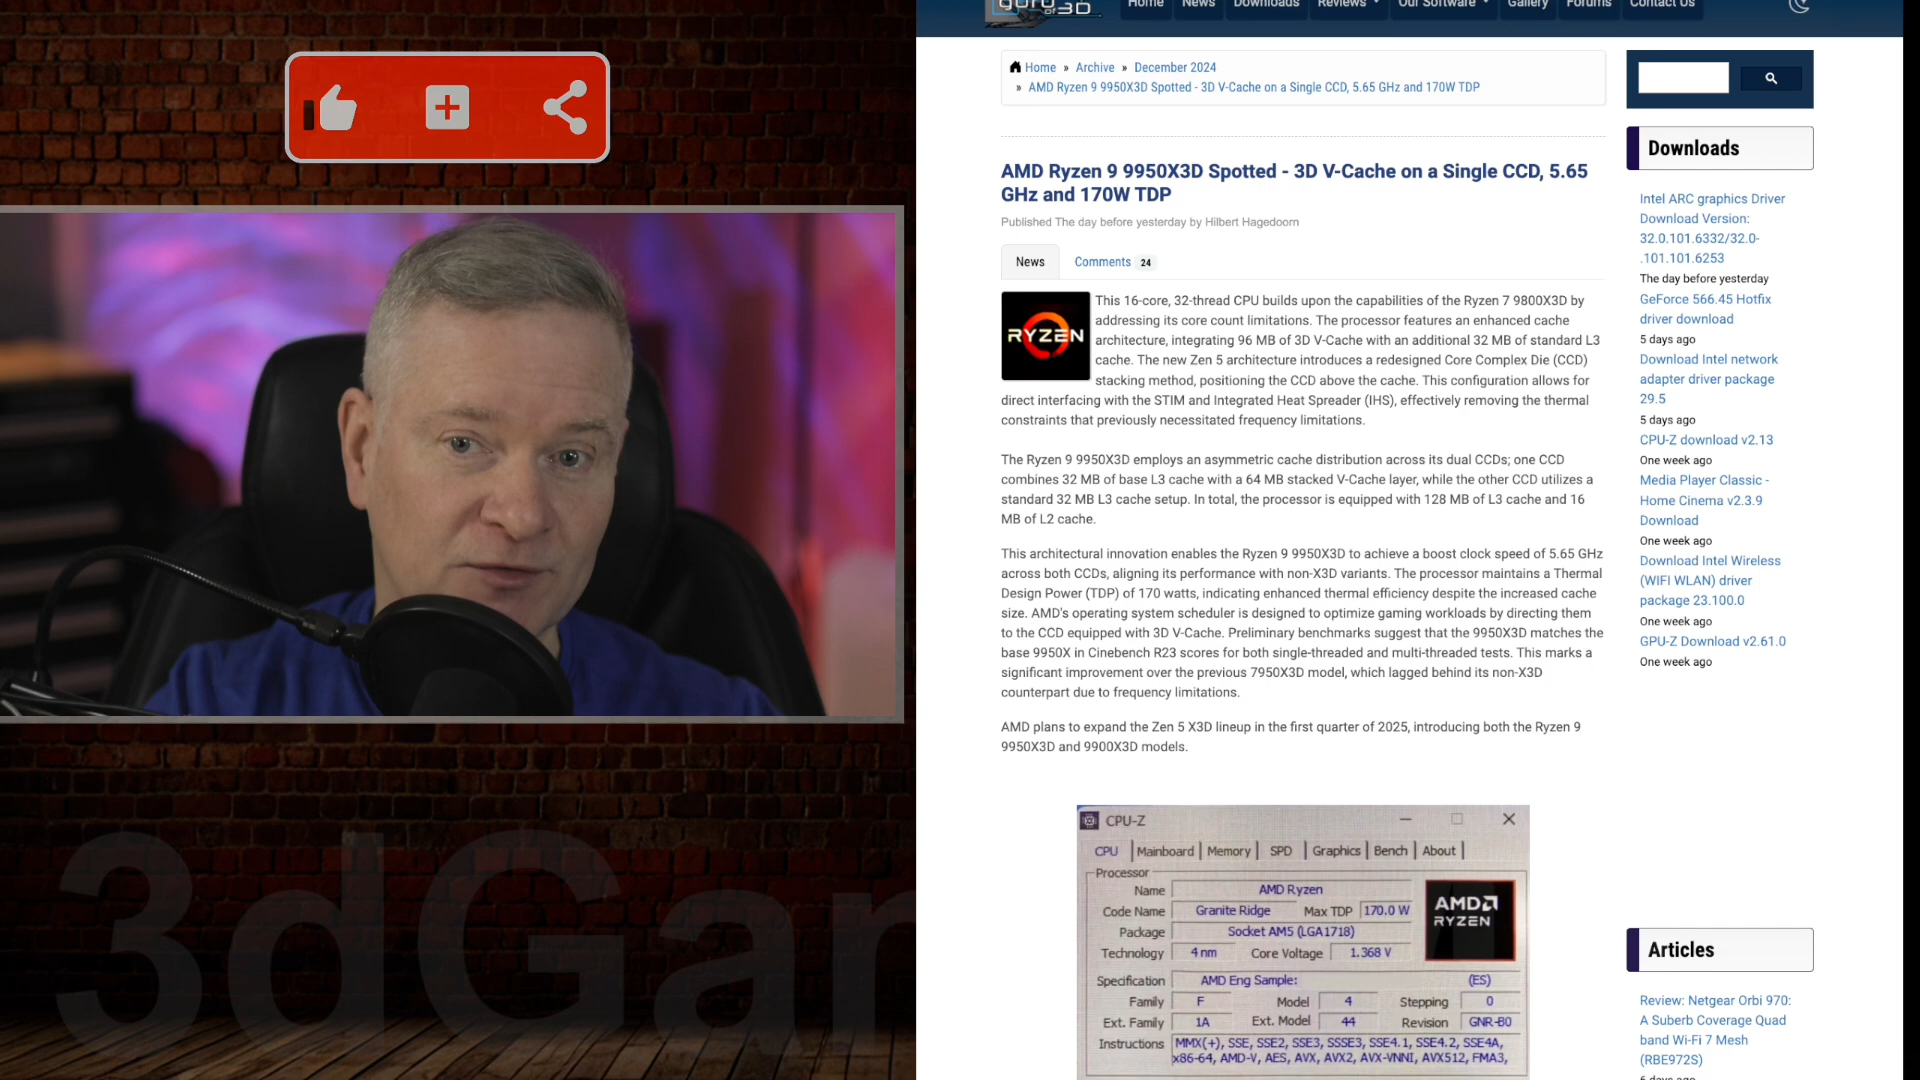 guru of 3D
Home News Downloads Reviews Our Software Gallery Forums Contact Us
Home » Archive » December 2024
» AMD Ryzen 9 9950X3D Spotted - 3D V-Cache on a Single CCD, 5.65 GHz and 170W TDP
AMD Ryzen 9 9950X3D Spotted - 3D V-Cache on a Single CCD, 5.65
GHz and 170W TDP
Published The day before yesterday by Hilbert Hagedoorn
News Comments 24
RYZEN
This 16-core, 32-thread CPU builds upon the capabilities of the Ryzen 7 9800X3D by
addressing its core count limitations. The processor features an enhanced cache
architecture, integrating 96 MB of 3D V-Cache with an additional 32 MB of standard L3
cache. The new Zen 5 architecture introduces a redesigned Core Complex Die (CCD)
stacking method, positioning the CCD above the cache. This configuration allows for
direct interfacing with the STIM and Integrated Heat Spreader (IHS), effectively removing the thermal
constraints that previously necessitated frequency limitations.
The Ryzen 9 9950X3D employs an asymmetric cache distribution across its dual CCDs; one CCD
combines 32 MB of base L3 cache with a 64 MB stacked V-Cache layer, while the other CCD utilizes a
standard 32 MB L3 cache setup. In total, the processor is equipped with 128 MB of L3 cache and 16
MB of L2 cache.
This architectural innovation enables the Ryzen 9 9950X3D to achieve a boost clock speed of 5.65 GHz
across both CCDs, aligning its performance with non-X3D variants. The processor maintains a Thermal
Design Power (TDP) of 170 watts, indicating enhanced thermal efficiency despite the increased cache
size. AMD's operating system scheduler is designed to optimize gaming workloads by directing them
to the CCD equipped with 3D V-Cache. Preliminary benchmarks suggest that the 9950X3D matches the
base 9950X in Cinebench R23 scores for both single-threaded and multi-threaded tests. This marks a
significant improvement over the previous 7950X3D model, which lagged behind its non-X3D
counterpart due to frequency limitations.
AMD plans to expand the Zen 5 X3D lineup in the first quarter of 2025, introducing both the Ryzen 9
9950X3D and 9900X3D models.
CPU-Z
CPU Mainboard Memory SPD Graphics Bench About
Processor
Name AMD Ryzen
Code Name Granite Ridge Max TDP 170.0 W
Package Socket AM5 (LGA1718)
Technology 4 nm Core Voltage 1.368 V
AMD
RYZEN
Specification AMD Eng Sample: (ES)
Family F Model 4 Stepping 0
Ext. Family 1A Ext. Model 44 Revision GNR-B0
Instructions MMX(+), SSE, SSE2, SSE3, SSSE3, SSE4.1, SSE4.2, SSE4A,
x86-64, AMD-V, AES, AVX, AVX2, AVX-VNNI, AVX512, FMA3,
Downloads
Intel ARC graphics Driver
Download Version:
32.0.101.6332/32.0-
.101.101.6253
The day before yesterday
GeForce 566.45 Hotfix
driver download
5 days ago
Download Intel network
adapter driver package
29.5
5 days ago
CPU-Z download v2.13
One week ago
Media Player Classic -
Home Cinema v2.3.9
Download
One week ago
Download Intel Wireless
(WIFI WLAN) driver
package 23.100.0
One week ago
GPU-Z Download v2.61.0
One week ago
Articles
Review: Netgear Orbi 970:
A Suberb Coverage Quad
band Wi-Fi 7 Mesh
(RBE972S)
6 days ago
3dGam